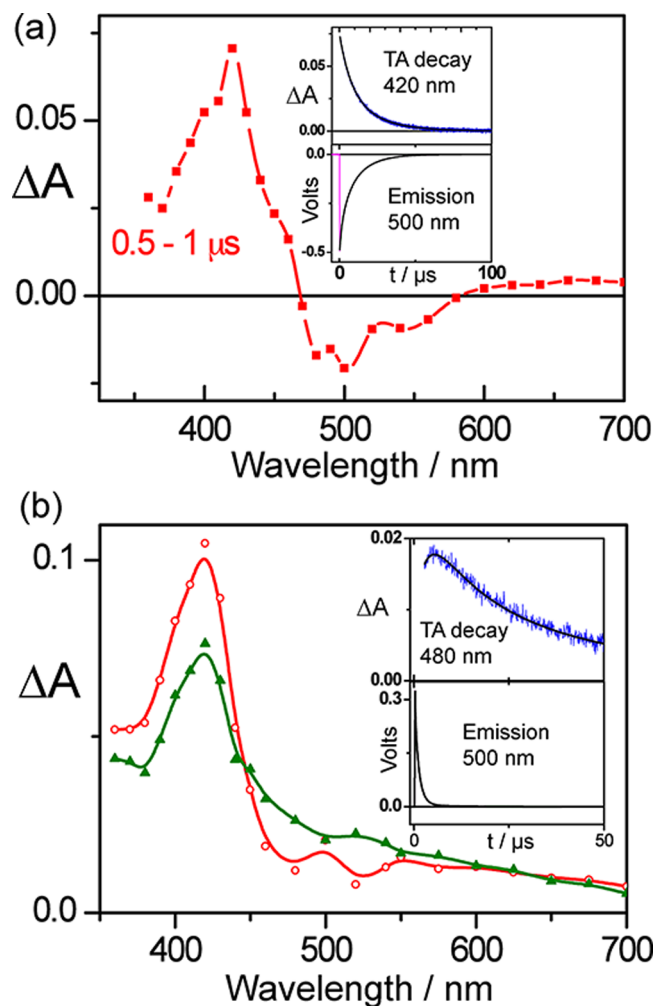 (a)
0.05
ΔA
0.00
0.5 - 1 μs
0.05
ΔA
0.00
TA decay
420 nm
0.0
Volts
-0.5
Emission
500 nm
0
100
t / μs
400
500
600
700
Wavelength / nm
(b)
0.1
ΔA
0.0
0.02
ΔA
0.00
TA decay
480 nm
0.3
Volts
0.0
Emission
500 nm
0
50
t / μs
400
500
600
700
Wavelength / nm